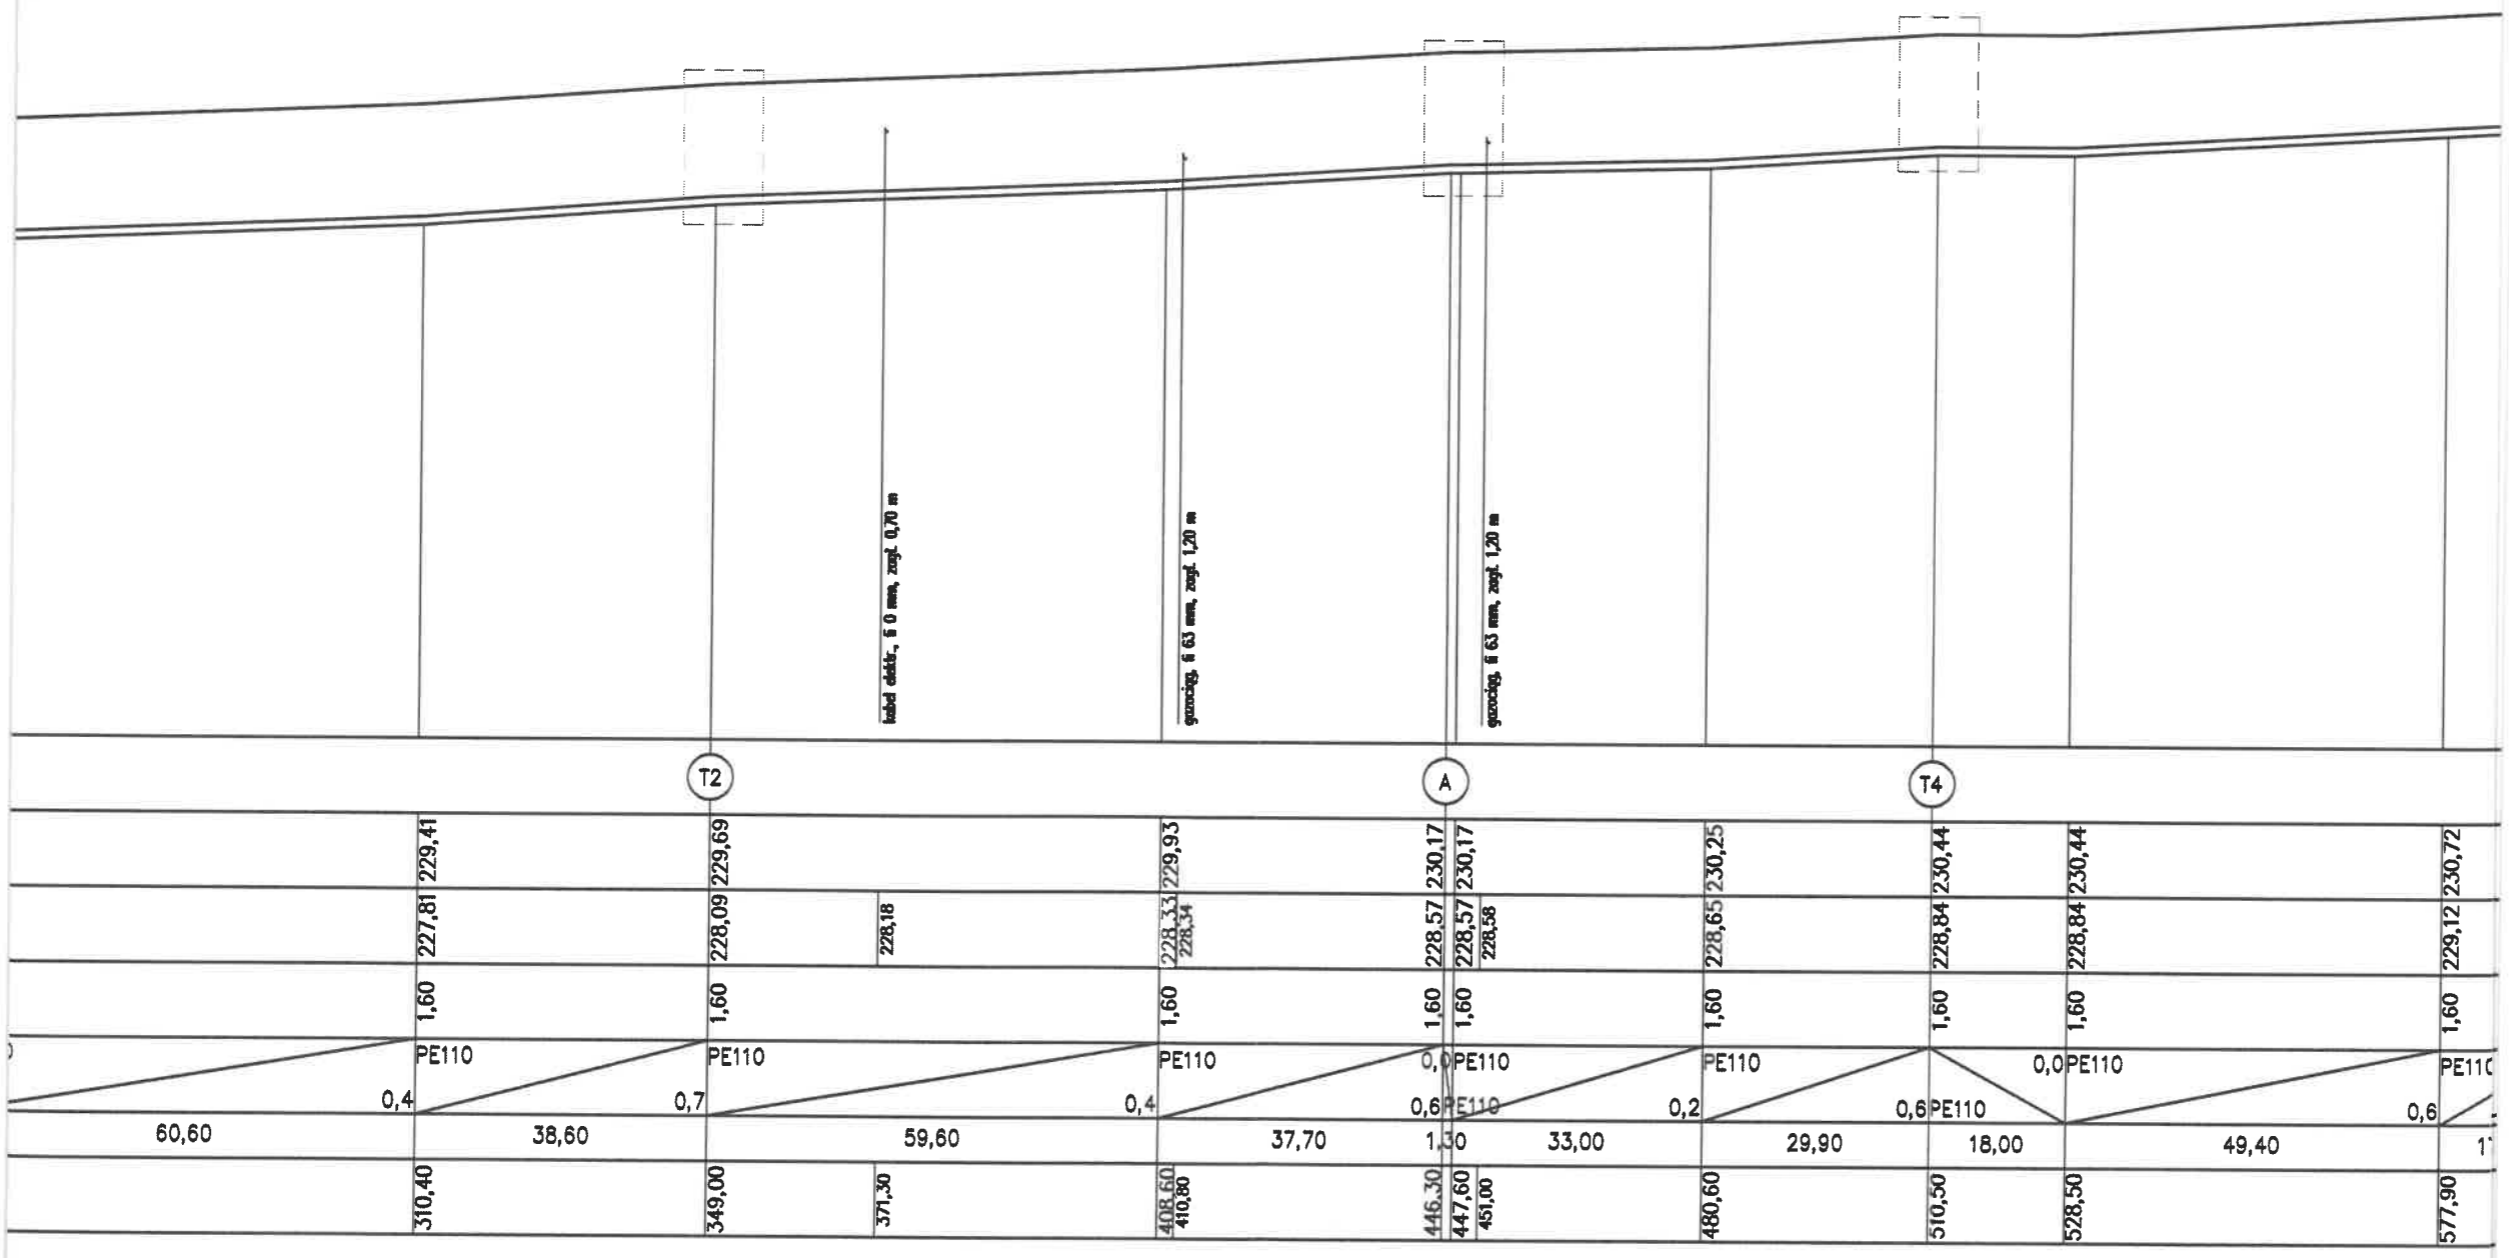 kabel elektr., fi 0 mm, zagł. 0,70 m
gazociąg, fi 63 mm, zagł. 1,20 m
gazociąg, fi 63 mm, zagł. 1,20 m
T2 A T4
229,41 229,69 229,93 230,17 230,17 230,25 230,44 230,44 230,72
227,81 228,09 228,18 228,33 228,34 228,57 228,57 228,58 228,65 228,84 228,84 229,12
1,60 1,60 1,60 1,60 1,60 1,60 1,60 1,60 1,60
PE110 PE110 PE110 0,0 PE110 PE110 0,0 PE110 PE110
0,4 0,7 0,4 0,6 PE110 0,2 0,6 PE110 0,6
60,60 38,60 59,60 37,70 1,30 33,00 29,90 18,00 49,40
310,40 349,00 371,30 408,60 410,80 446,30 447,60 451,00 480,60 510,50 528,50 577,90